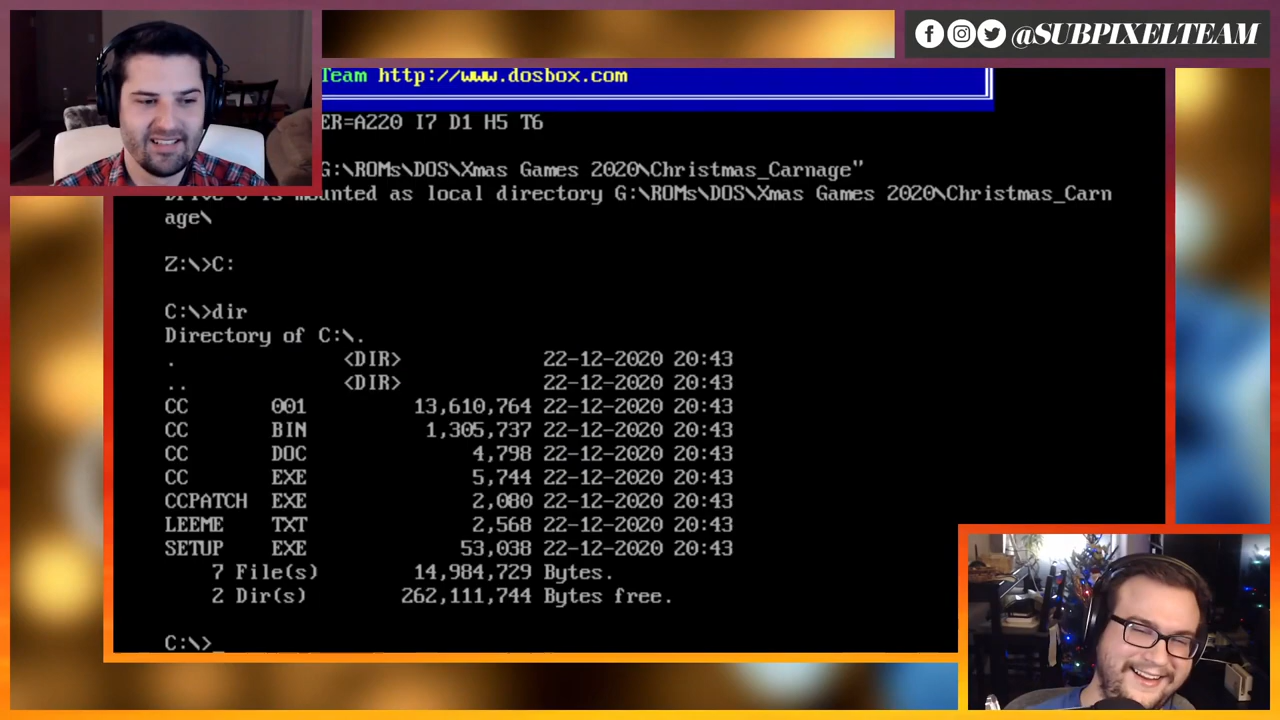 @SUBPIXELTEAM
Team http://www.dosbox.com
ER=A220 I7 D1 H5 T6
G:\ROMs\DOS\Xmas Games 2020\Christmas_Carnage"
Drive C is mounted as local directory G:\ROMs\DOS\Xmas Games 2020\Christmas_Carn
age\
Z:\>C:
C:\>dir
Directory of C:\.
. <DIR> 22-12-2020 20:43
.. <DIR> 22-12-2020 20:43
CC 001 13,610,764 22-12-2020 20:43
CC BIN 1,305,737 22-12-2020 20:43
CC DOC 4,798 22-12-2020 20:43
CC EXE 5,744 22-12-2020 20:43
CCPATCH EXE 2,080 22-12-2020 20:43
LEEME TXT 2,568 22-12-2020 20:43
SETUP EXE 53,038 22-12-2020 20:43
7 File(s) 14,984,729 Bytes.
2 Dir(s) 262,111,744 Bytes free.
C:\>_